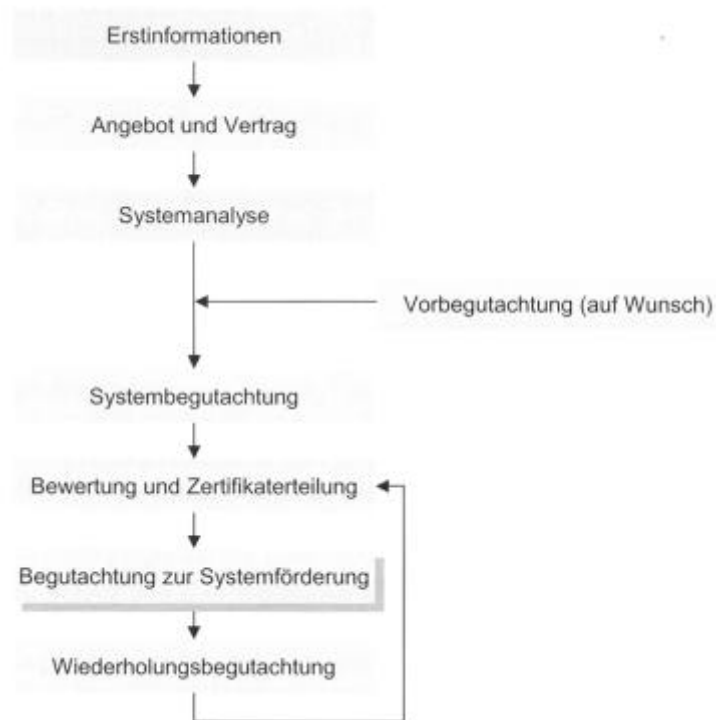 Erstinformationen
Angebot und Vertrag
Systemanalyse
Vorbegutachtung (auf Wunsch)
Systembegutachtung
Bewertung und Zertifikaterteilung
Begutachtung zur Systemförderung
Wiederholungsbegutachtung